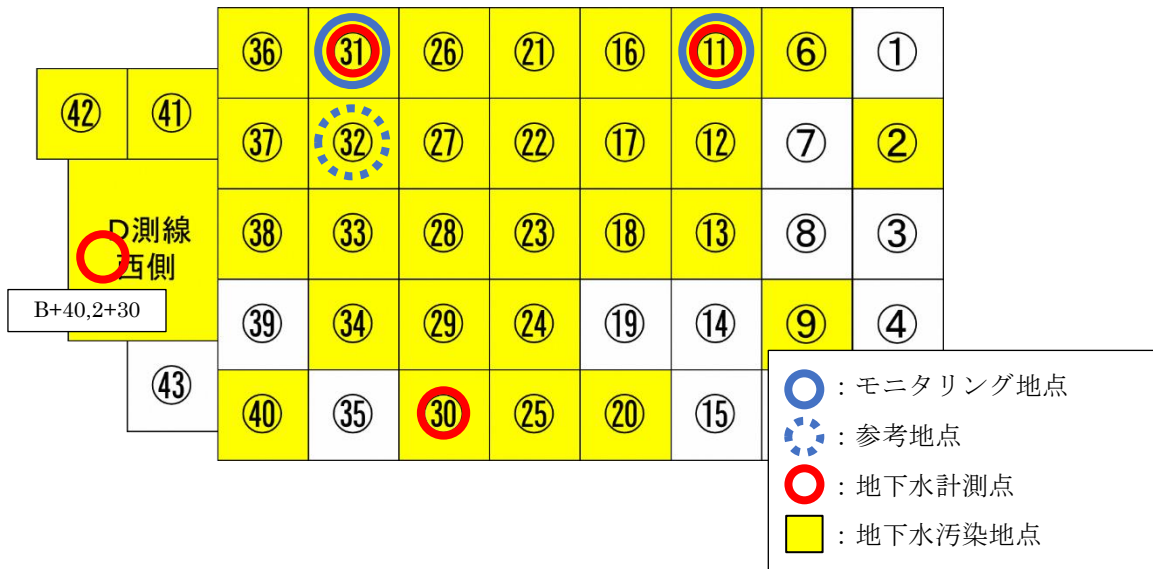 ㊱ ㉛ ㉖ ㉑ ⑯ ⑪ ⑥ ①
㊷ ㊶
㊲ ㉜ ㉗ ㉒ ⑰ ⑫ ⑦ ②
D測線
西側
㊳ ㉝ ㉘ ㉓ ⑱ ⑬ ⑧ ③
B+40,2+30
㊴ ㉞ ㉙ ㉔ ⑲ ⑭ ⑨ ④
㊸
㊵ ㉟ ㉚ ㉕ ⑳ ⑮
：モニタリング地点
：参考地点
：地下水計測点
：地下水汚染地点